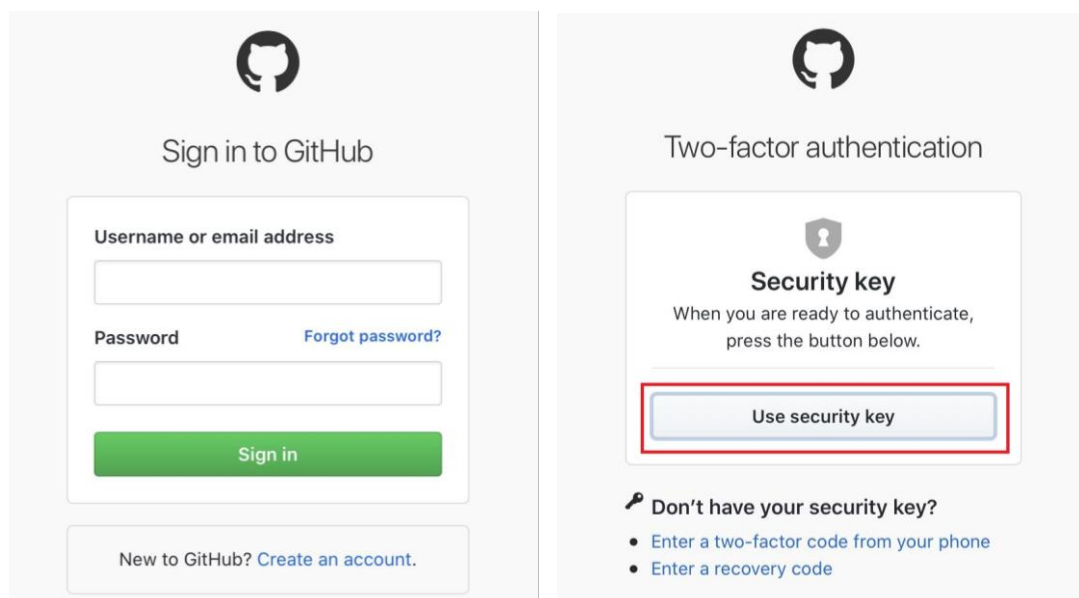 Sign in to GitHub
Username or email address
Password Forgot password?
Sign in
New to GitHub? Create an account.
Two-factor authentication
Security key
When you are ready to authenticate,
press the button below.
Use security key
Don’t have your security key?
Enter a two-factor code from your phone
Enter a recovery code